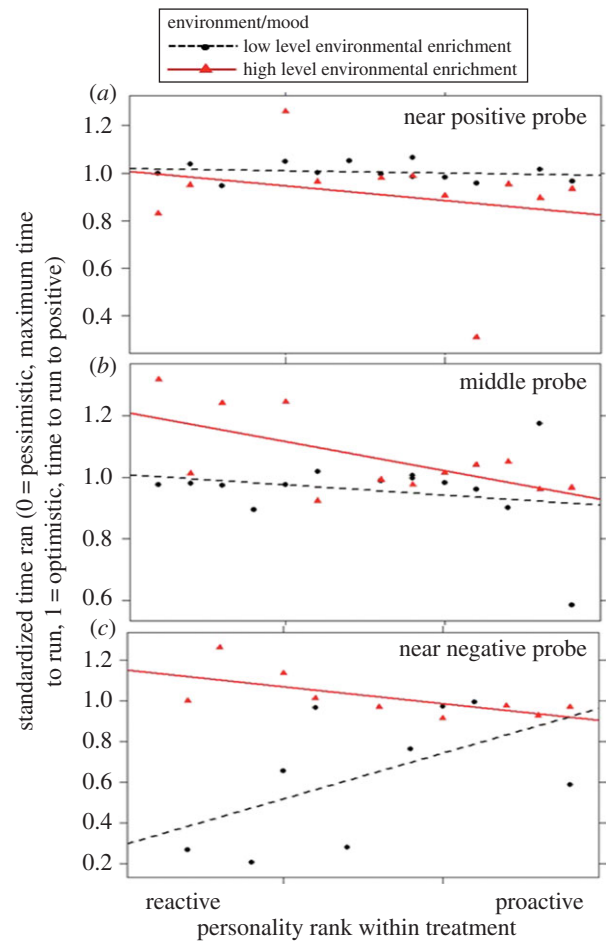 environment/mood
low level environmental enrichment
high level environmental enrichment
(a)
near positive probe
1.2
1.0
0.8
0.6
0.4
(b)
middle probe
1.2
1.0
0.8
0.6
(c)
near negative probe
1.2
1.0
0.8
0.6
0.4
0.2
standardized time ran (0 = pessimistic, maximum time
to run, 1 = optimistic, time to run to positive)
reactive proactive
personality rank within treatment